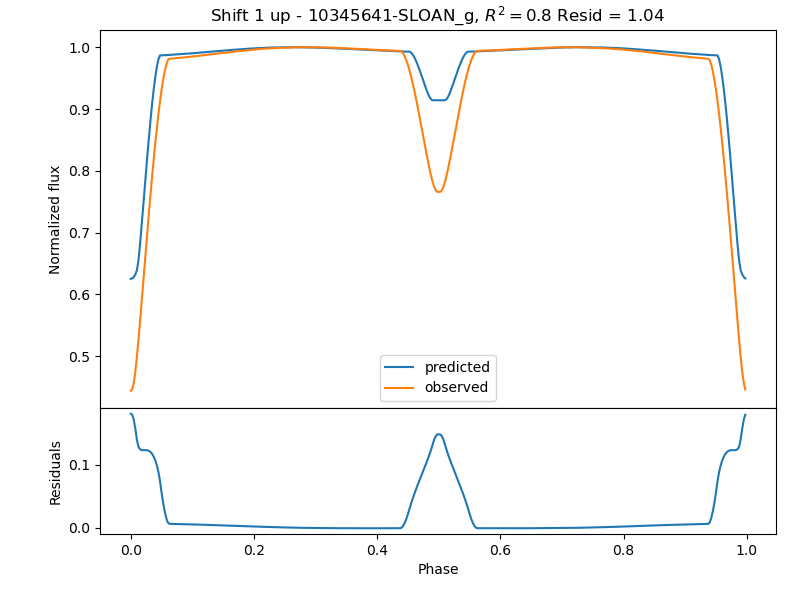 Shift 1 up - 10345641-SLOAN_g, $R^2 = 0.8$ Resid = 1.04
Normalized flux
1.0
0.9
0.8
0.7
0.6
0.5
predicted
observed
Residuals
0.1
0.0
0.0
0.2
0.4
0.6
0.8
1.0
Phase